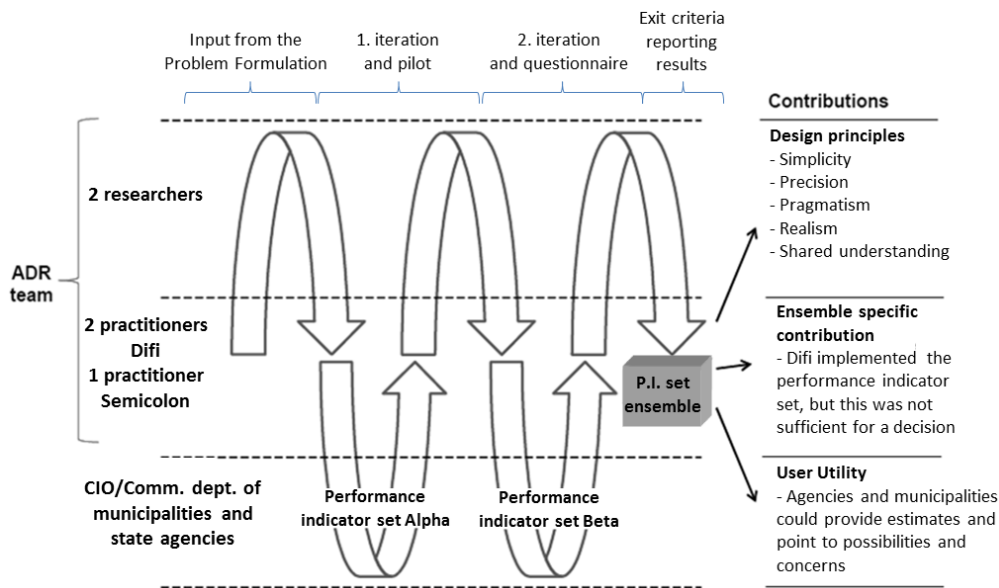 Input from the
Problem Formulation
1. iteration
and pilot
2. iteration
and questionnaire
Exit criteria
reporting
results
Contributions
Design principles
- Simplicity
- Precision
- Pragmatism
- Realism
- Shared understanding
ADR
team
2 researchers
2 practitioners
Difi
1 practitioner
Semicolon
P.I. set
ensemble
Ensemble specific
contribution
- Difi implemented the
performance indicator
set, but this was not
sufficient for a decision
CIO/Comm. dept. of
municipalities and
state agencies
Performance
indicator set Alpha
Performance
indicator set Beta
User Utility
- Agencies and municipalities
could provide estimates and
point to possibilities and
concerns